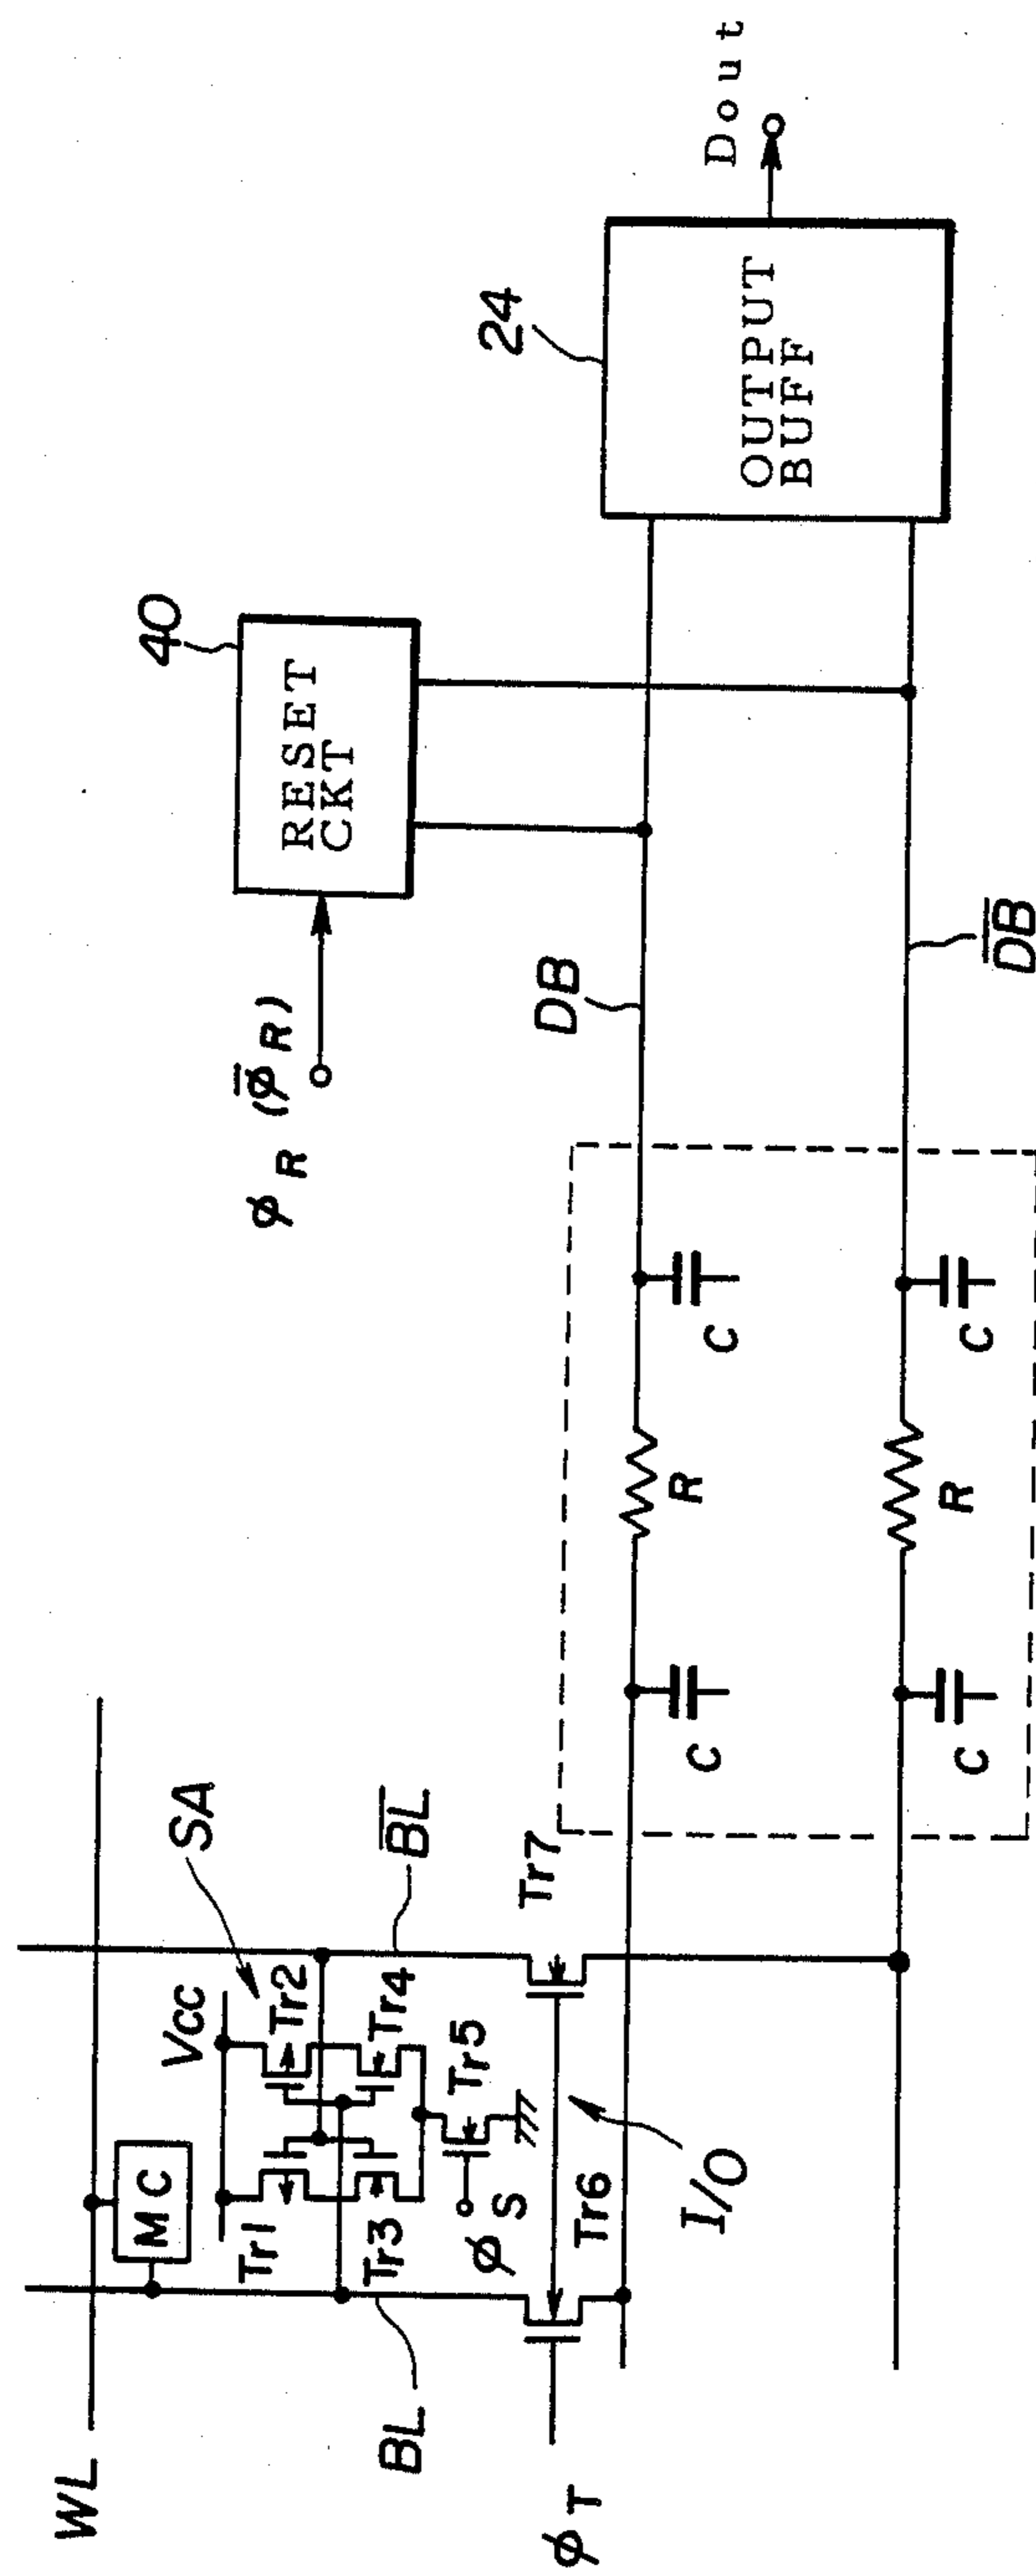 WL
MC
Vcc
SA
Tr1
Tr2
Tr3
Tr4
Tr5
φS
BL
B̅L̅
φT
Tr6
Tr7
I/O
C
R
C
C
R
C
φR (φ̅R)
40
RESET
CKT
DB
D̅B̅
24
OUTPUT
BUFF
Dout